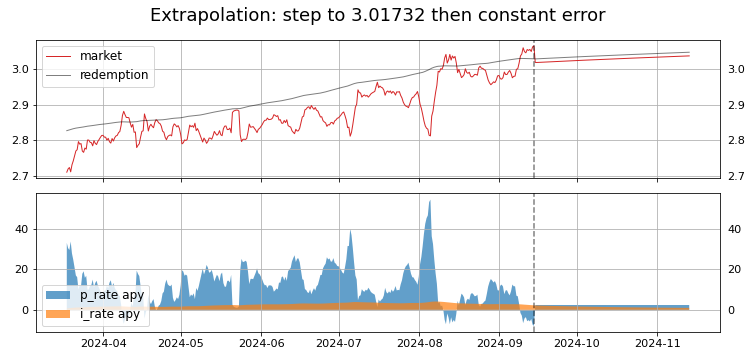 Extrapolation: step to 3.01732 then constant error
market
redemption
3.0 3.0
2.9 2.9
2.8 2.8
2.7 2.7
40 40
20 20
0 0
p_rate apy
i_rate apy
2024-04 2024-05 2024-06 2024-07 2024-08 2024-09 2024-10 2024-11